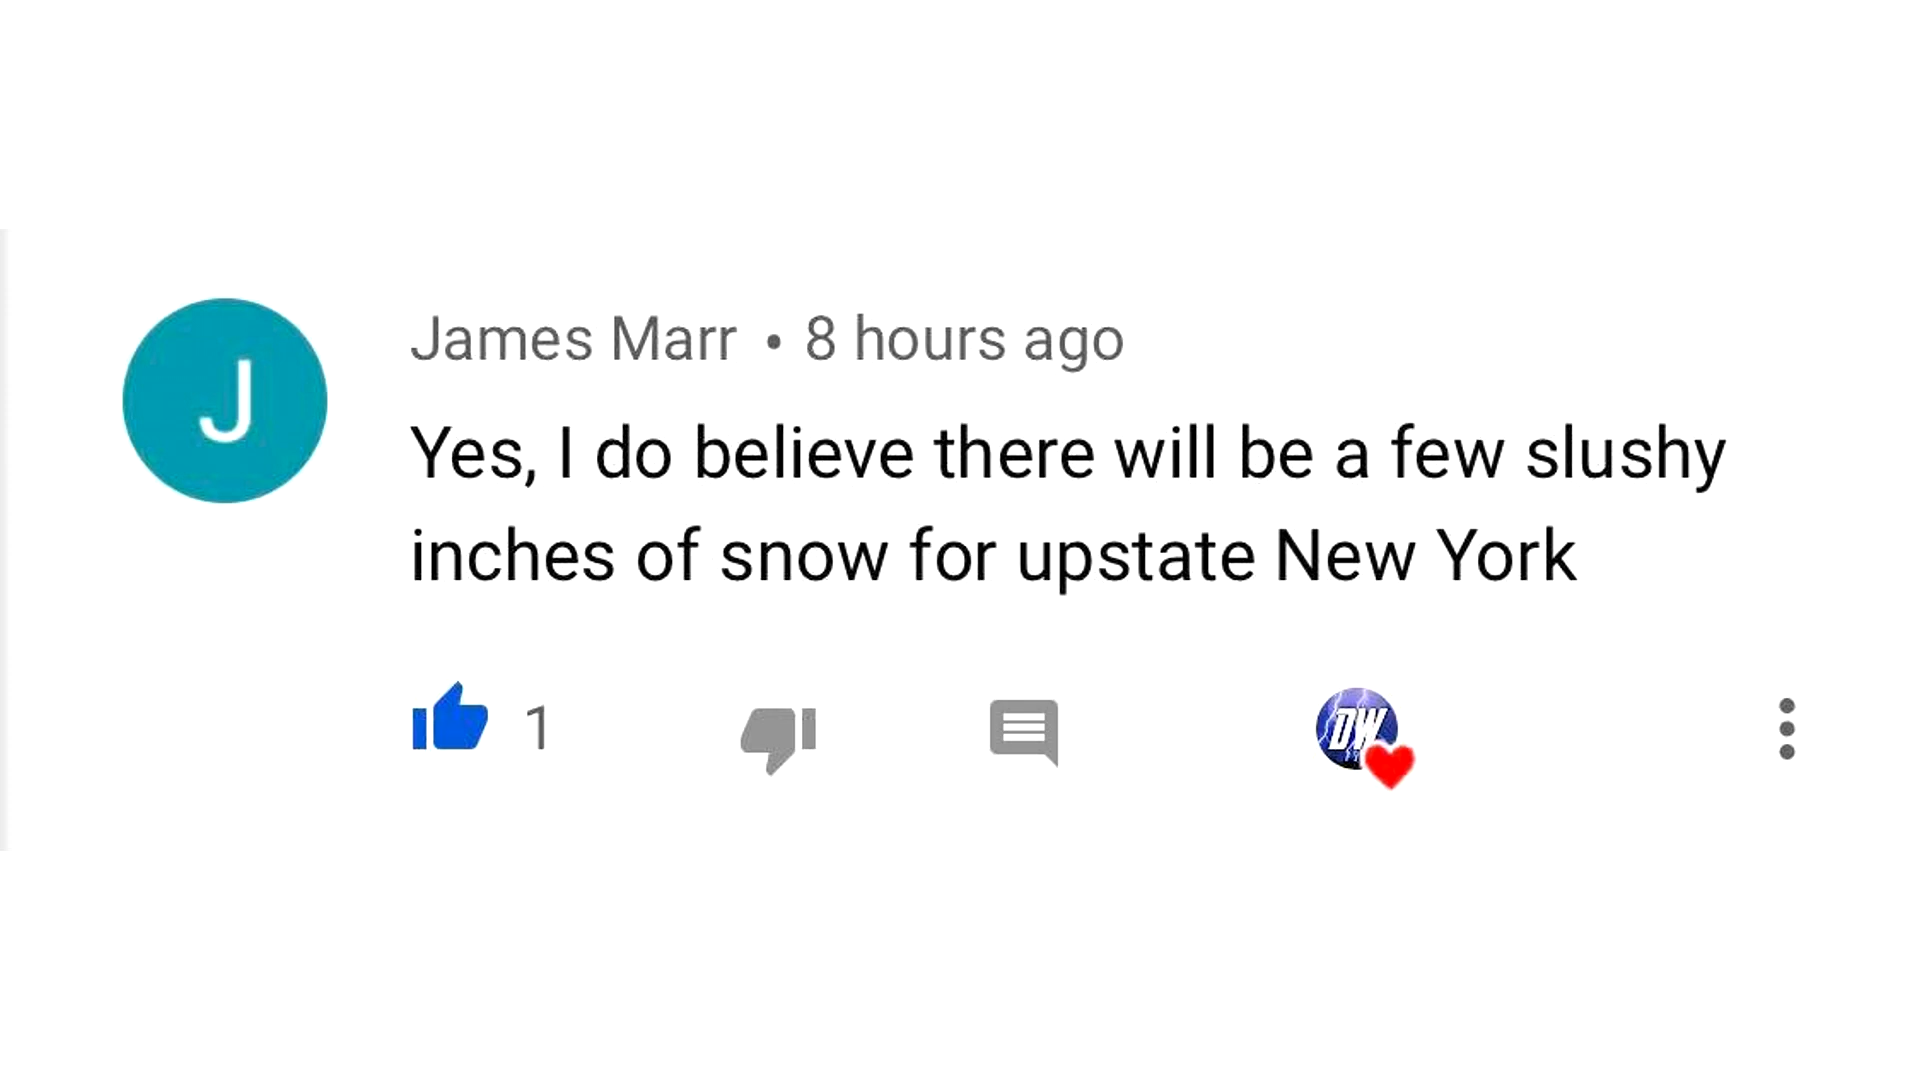 J
James Marr • 8 hours ago
Yes, I do believe there will be a few slushy
inches of snow for upstate New York
1
DW